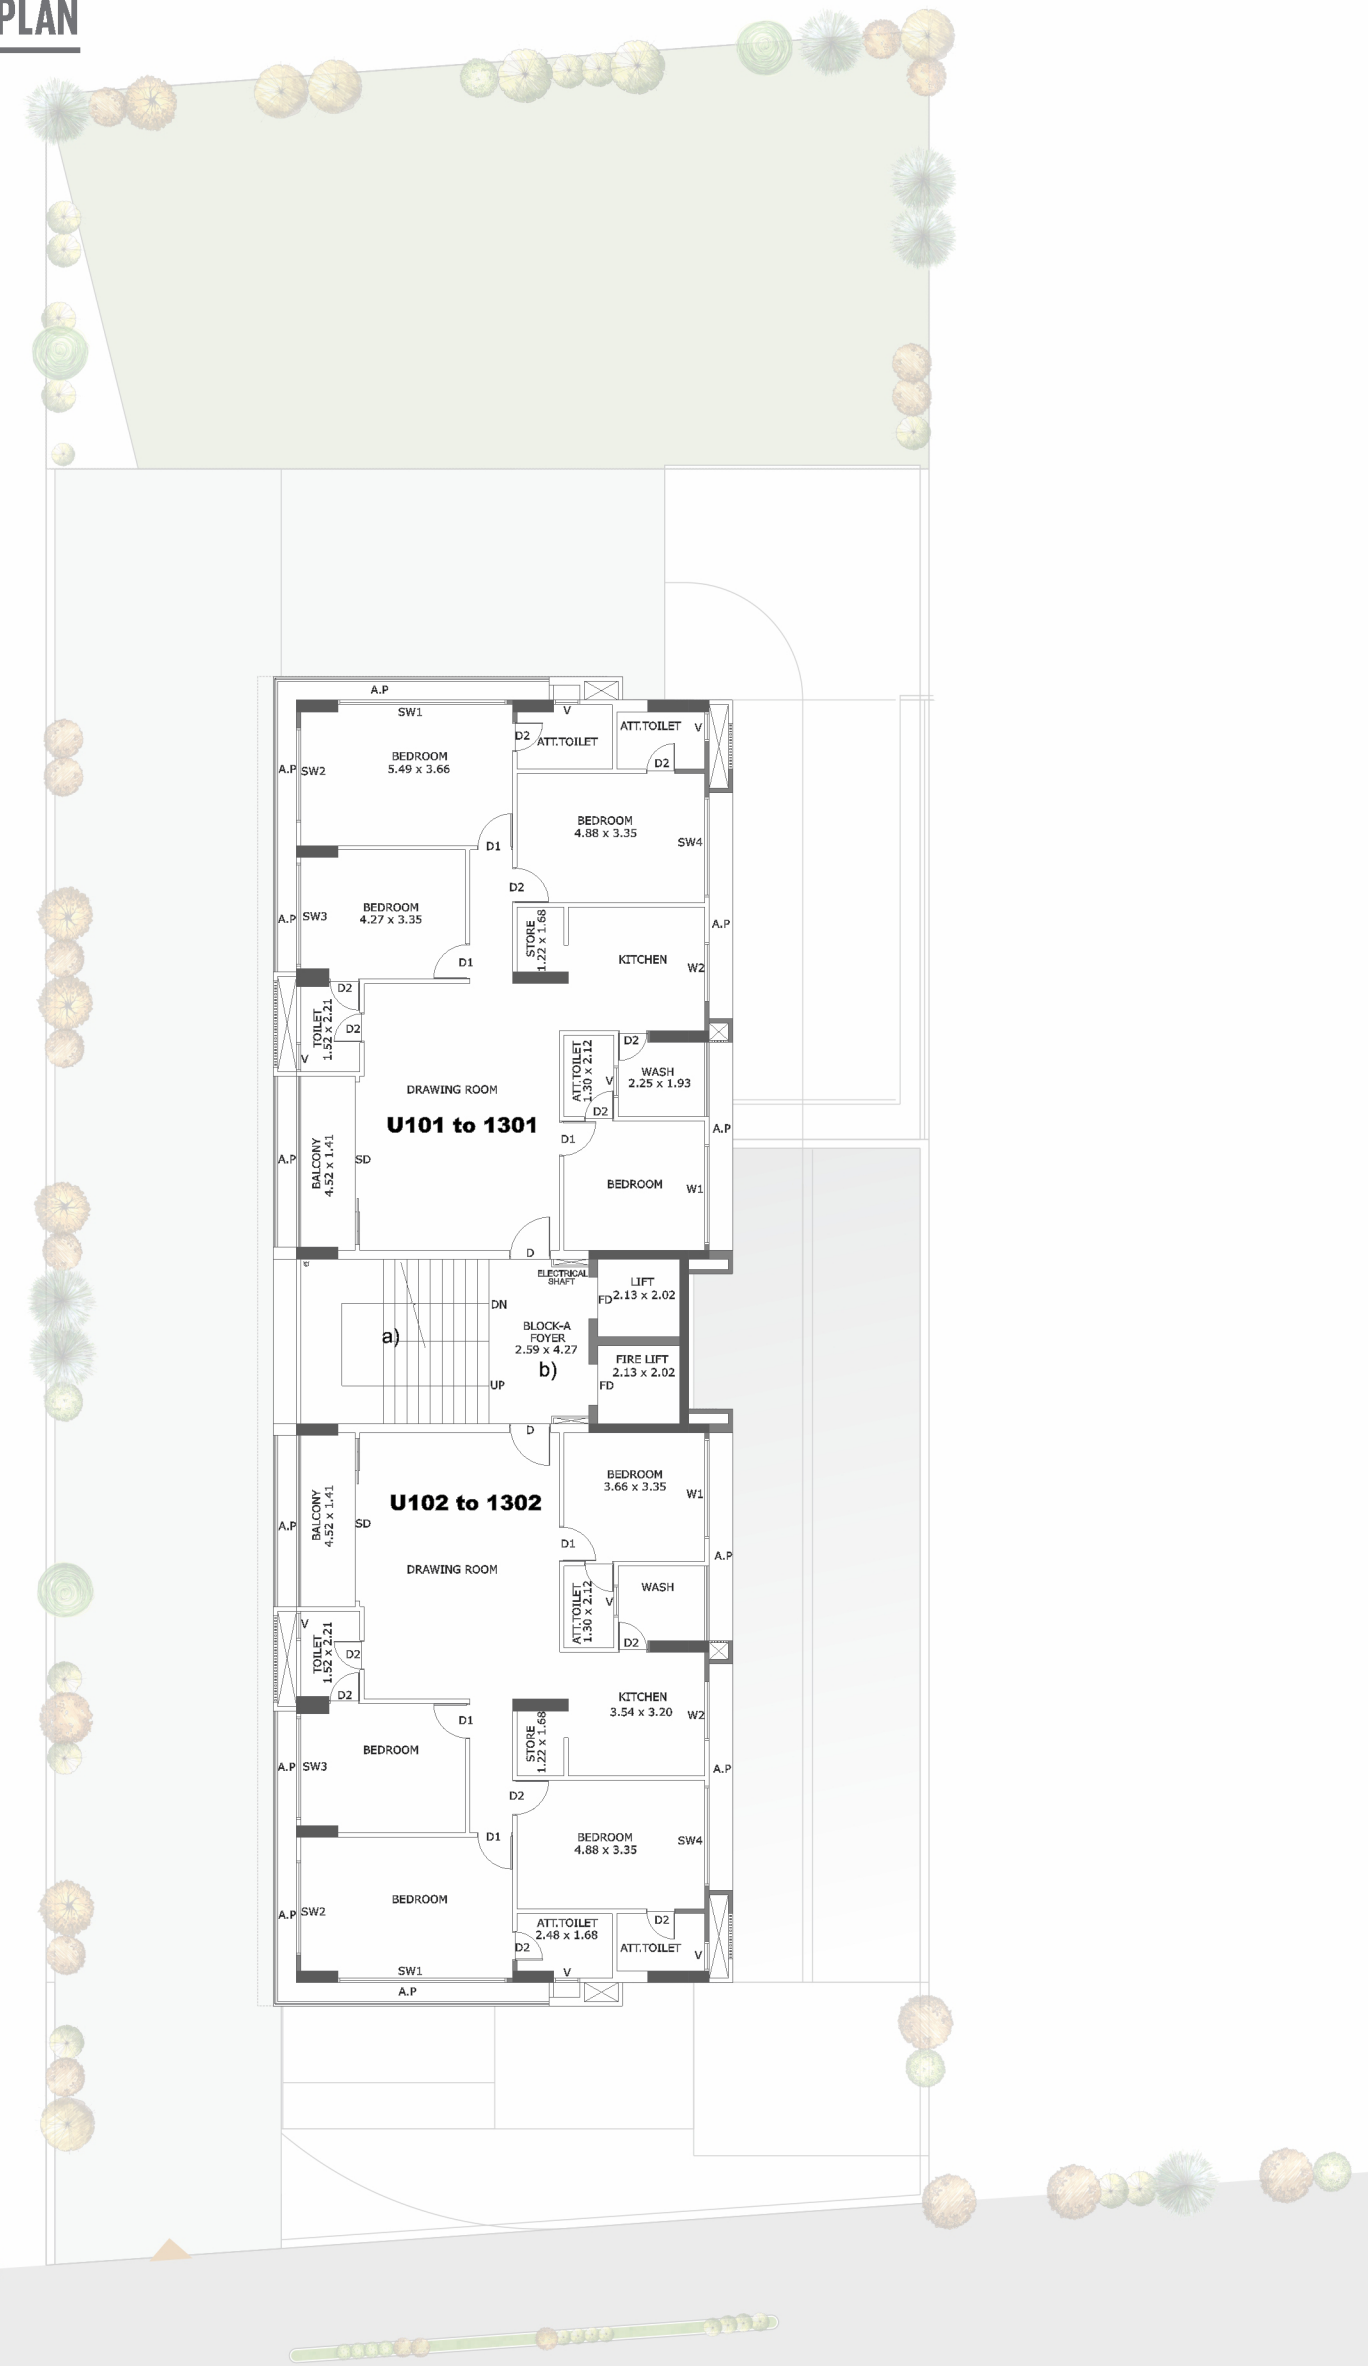 PLAN
A.P
SW1
V
D2
ATT.TOILET
ATT.TOILET
V
D2
BEDROOM
5.49 x 3.66
A.P
SW2
BEDROOM
4.88 x 3.35
SW4
D1
D2
BEDROOM
4.27 x 3.35
A.P
SW3
STORE
1.22 x 1.68
A.P
D1
KITCHEN
W2
D2
TOILET
1.52 x 2.21
D2
V
ATT.TOILET
1.30 x 2.12
D2
V
WASH
2.25 x 1.93
DRAWING ROOM
D2
U101 to 1301
D1
A.P
BALCONY
4.52 x 1.41
A.P
SD
BEDROOM
W1
D
ELECTRICAL
SHAFT
LIFT
2.13 x 2.02
FD
DN
a)
BLOCK-A
FOYER
2.59 x 4.27
b)
FIRE LIFT
2.13 x 2.02
FD
UP
D
BEDROOM
3.66 x 3.35
W1
U102 to 1302
BALCONY
4.52 x 1.41
A.P
SD
D1
A.P
DRAWING ROOM
ATT.TOILET
1.30 x 2.12
V
WASH
V
TOILET
1.52 x 2.21
D2
D2
D2
KITCHEN
3.54 x 3.20
W2
D1
STORE
1.22 x 1.68
BEDROOM
A.P
SW3
A.P
D2
D1
BEDROOM
4.88 x 3.35
SW4
BEDROOM
A.P
SW2
ATT.TOILET
2.48 x 1.68
D2
D2
ATT.TOILET
V
SW1
V
A.P